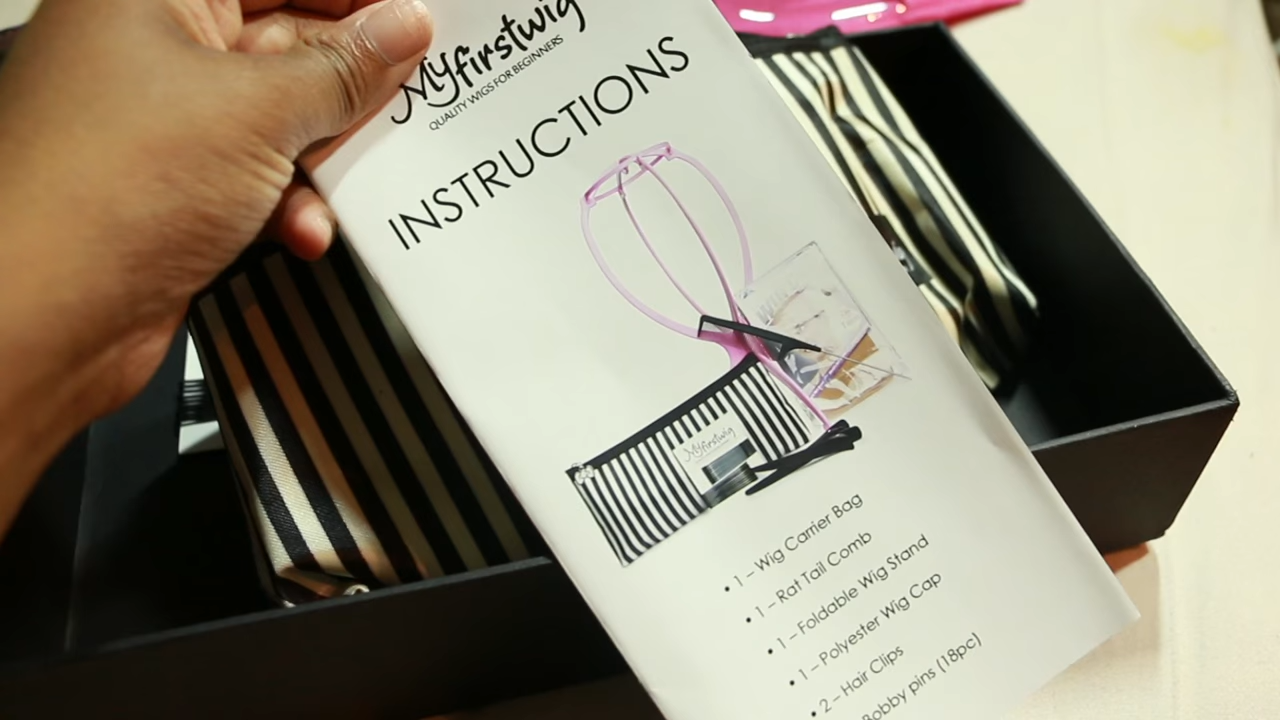 Myfirstwig
QUALITY WIGS FOR BEGINNERS
INSTRUCTIONS
Myfirstwig
• 1 – Wig Carrier Bag
• 1 – Rat Tail Comb
• 1 – Foldable Wig Stand
• 1 – Polyester Wig Cap
• 2 – Hair Clips
Bobby pins (18pc)